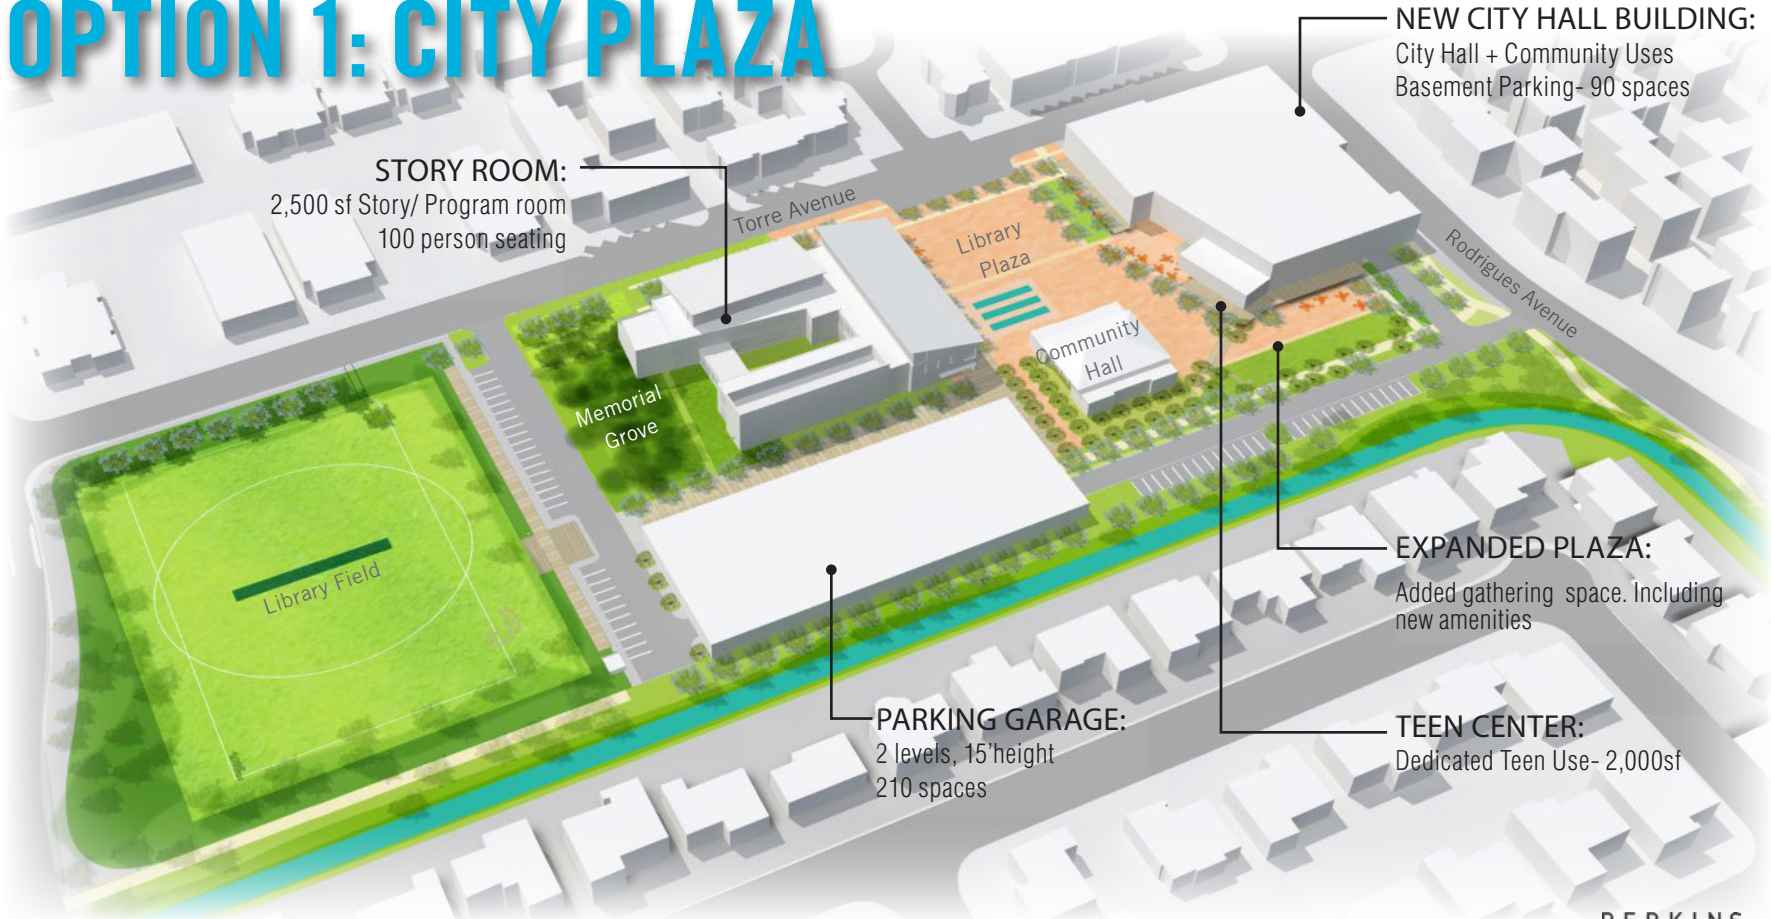 OPTION 1: CITY PLAZA
NEW CITY HALL BUILDING:
City Hall + Community Uses
Basement Parking- 90 spaces
STORY ROOM:
2,500 sf Story/ Program room
100 person seating
Torre Avenue
Library
Plaza
Rodrigues Avenue
Community
Hall
Memorial
Grove
Library Field
EXPANDED PLAZA:
Added gathering space. Including
new amenities
PARKING GARAGE:
2 levels, 15'height
210 spaces
TEEN CENTER:
Dedicated Teen Use- 2,000sf
PERKINS